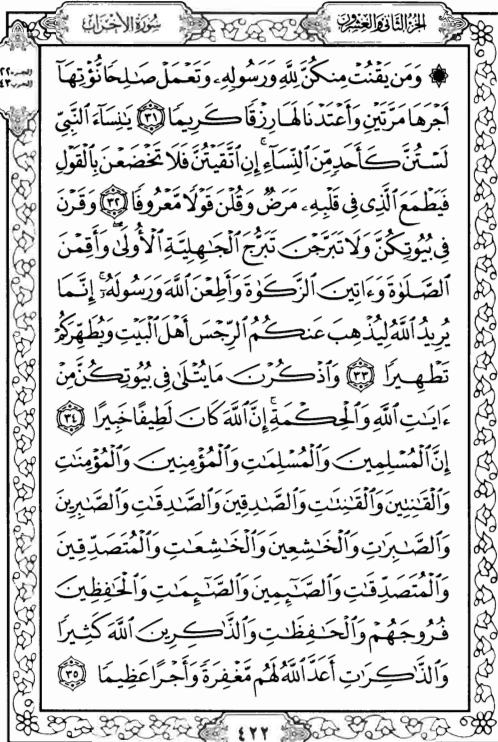 الجزء الثاني والعشرون
سورة الأحزاب
الجزء ٢٢
الحزب ٤٣
۞ وَمَن يَقْنُتْ مِنكُنَّ لِلَّهِ وَرَسُولِهِۦ وَتَعْمَلْ صَٰلِحًا نُّؤْتِهَآ
أَجْرَهَا مَرَّتَيْنِ وَأَعْتَدْنَا لَهَا رِزْقًا كَرِيمًا ٣١ يَٰنِسَآءَ ٱلنَّبِيِّ
لَسْتُنَّ كَأَحَدٍ مِّنَ ٱلنِّسَآءِ ۚ إِنِ ٱتَّقَيْتُنَّ فَلَا تَخْضَعْنَ بِٱلْقَوْلِ
فَيَطْمَعَ ٱلَّذِى فِى قَلْبِهِۦ مَرَضٌ وَقُلْنَ قَوْلًا مَّعْرُوفًا ٣٢ وَقَرْنَ
فِى بُيُوتِكُنَّ وَلَا تَبَرَّجْنَ تَبَرُّجَ ٱلْجَٰهِلِيَّةِ ٱلْأُولَىٰ ۖ وَأَقِمْنَ
ٱلصَّلَوٰةَ وَءَاتِينَ ٱلزَّكَوٰةَ وَأَطِعْنَ ٱللَّهَ وَرَسُولَهُۥٓ ۚ إِنَّمَا
يُرِيدُ ٱللَّهُ لِيُذْهِبَ عَنكُمُ ٱلرِّجْسَ أَهْلَ ٱلْبَيْتِ وَيُطَهِّرَكُمْ
تَطْهِيرًا ٣٣ وَٱذْكُرْنَ مَا يُتْلَىٰ فِى بُيُوتِكُنَّ مِنْ
ءَايَٰتِ ٱللَّهِ وَٱلْحِكْمَةِ ۚ إِنَّ ٱللَّهَ كَانَ لَطِيفًا خَبِيرًا ٣٤
إِنَّ ٱلْمُسْلِمِينَ وَٱلْمُسْلِمَٰتِ وَٱلْمُؤْمِنِينَ وَٱلْمُؤْمِنَٰتِ
وَٱلْقَٰنِتِينَ وَٱلْقَٰنِتَٰتِ وَٱلصَّٰدِقِينَ وَٱلصَّٰدِقَٰتِ وَٱلصَّٰبِرِينَ
وَٱلصَّٰبِرَٰتِ وَٱلْخَٰشِعِينَ وَٱلْخَٰشِعَٰتِ وَٱلْمُتَصَدِّقِينَ
وَٱلْمُتَصَدِّقَٰتِ وَٱلصَّٰٓئِمِينَ وَٱلصَّٰٓئِمَٰتِ وَٱلْحَٰفِظِينَ
فُرُوجَهُمْ وَٱلْحَٰفِظَٰتِ وَٱلذَّٰكِرِينَ ٱللَّهَ كَثِيرًا
وَٱلذَّٰكِرَٰتِ أَعَدَّ ٱللَّهُ لَهُم مَّغْفِرَةً وَأَجْرًا عَظِيمًا ٣٥
٤٢٢